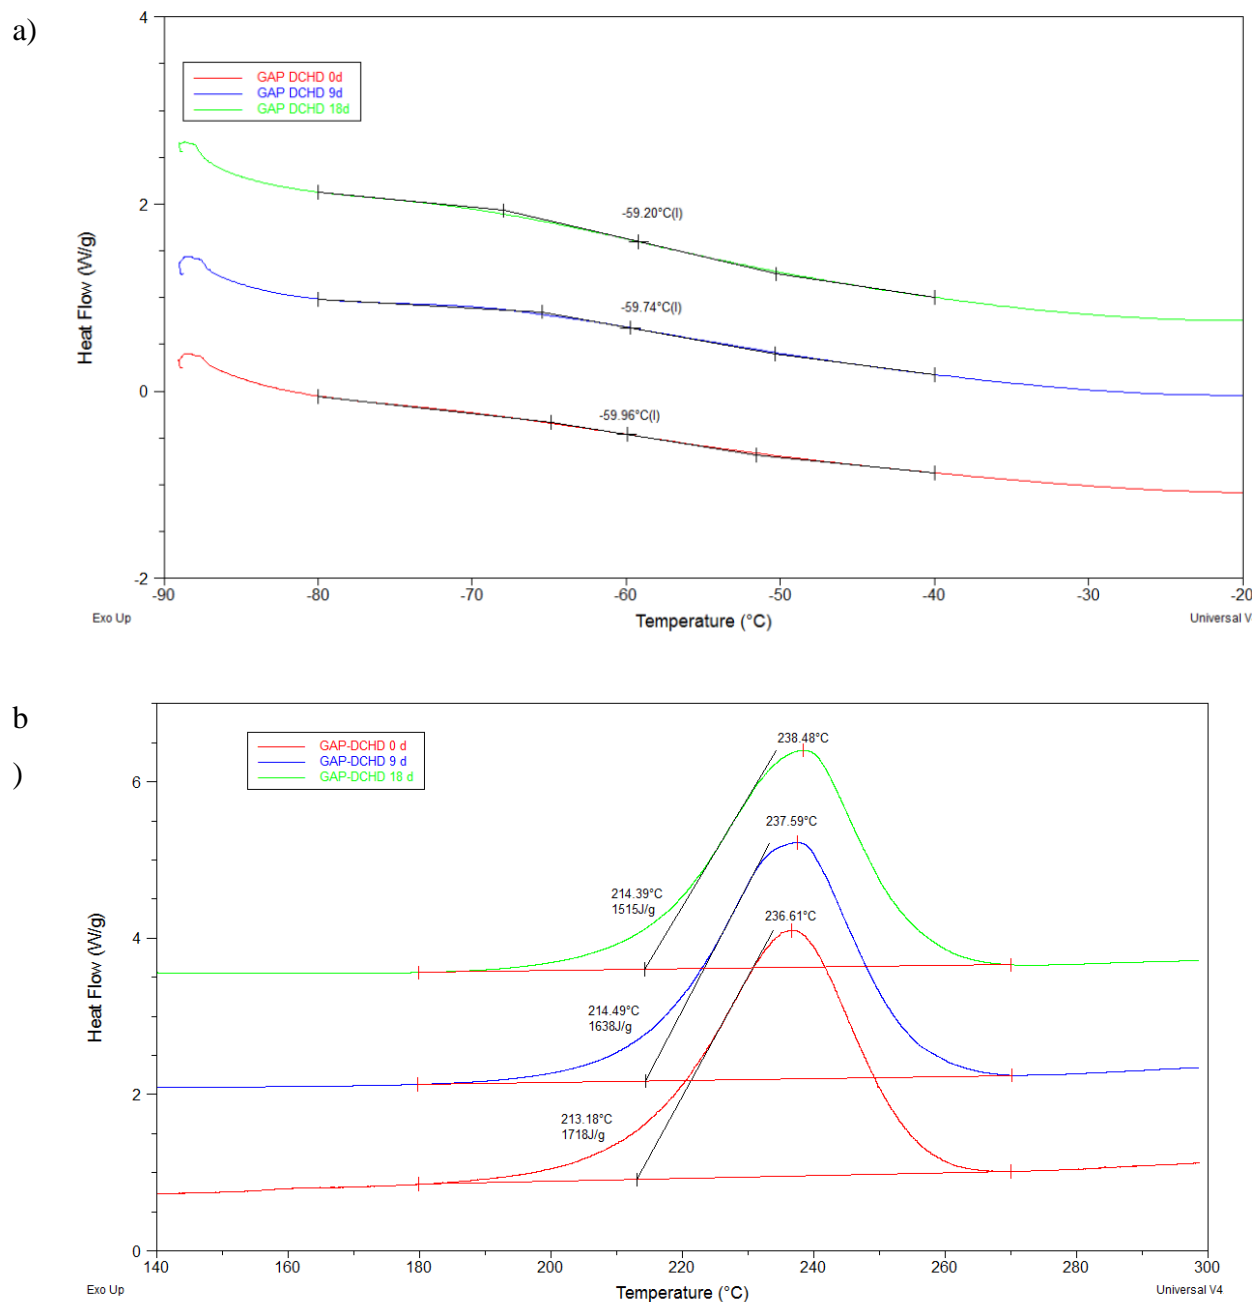 a)
4
GAP DCHD 0d
GAP DCHD 9d
GAP DCHD 18d
2
-59.20°C(I)
-59.74°C(I)
Heat Flow (W/g)
0
-59.96°C(I)
-2
-90 -80 -70 -60 -50 -40 -30 -20
Exo Up
Temperature (°C)
Universal V
b
)
GAP-DCHD 0 d
GAP-DCHD 9 d
GAP-DCHD 18 d
238.48°C
6
237.59°C
214.39°C
1515J/g
236.61°C
4
Heat Flow (W/g)
214.49°C
1638J/g
2
213.18°C
1718J/g
0
140 160 180 200 220 240 260 280 300
Exo Up
Temperature (°C)
Universal V4